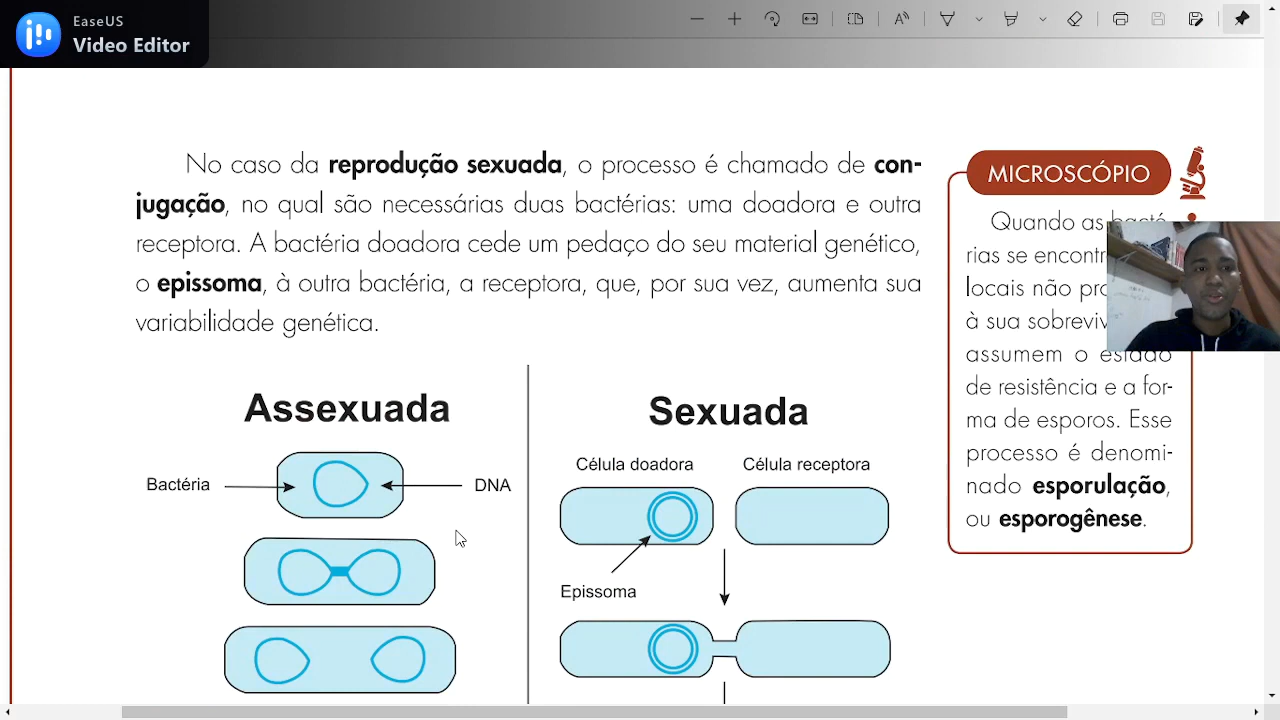 EaseUS
Video Editor
No caso da reprodução sexuada, o processo é chamado de con-
jugação, no qual são necessárias duas bactérias: uma doadora e outra
receptora. A bactéria doadora cede um pedaço do seu material genético,
o epissoma, à outra bactéria, a receptora, que, por sua vez, aumenta sua
variabilidade genética.
MICROSCÓPIO
Quando as
rias se
locais não
à sua
assumem o estado
de resistência e a for-
ma de esporos. Esse
processo é denomi-
nado esporulação,
ou esporogênese.
Assexuada
Bactéria
DNA
Sexuada
Célula doadora
Célula receptora
Epissoma